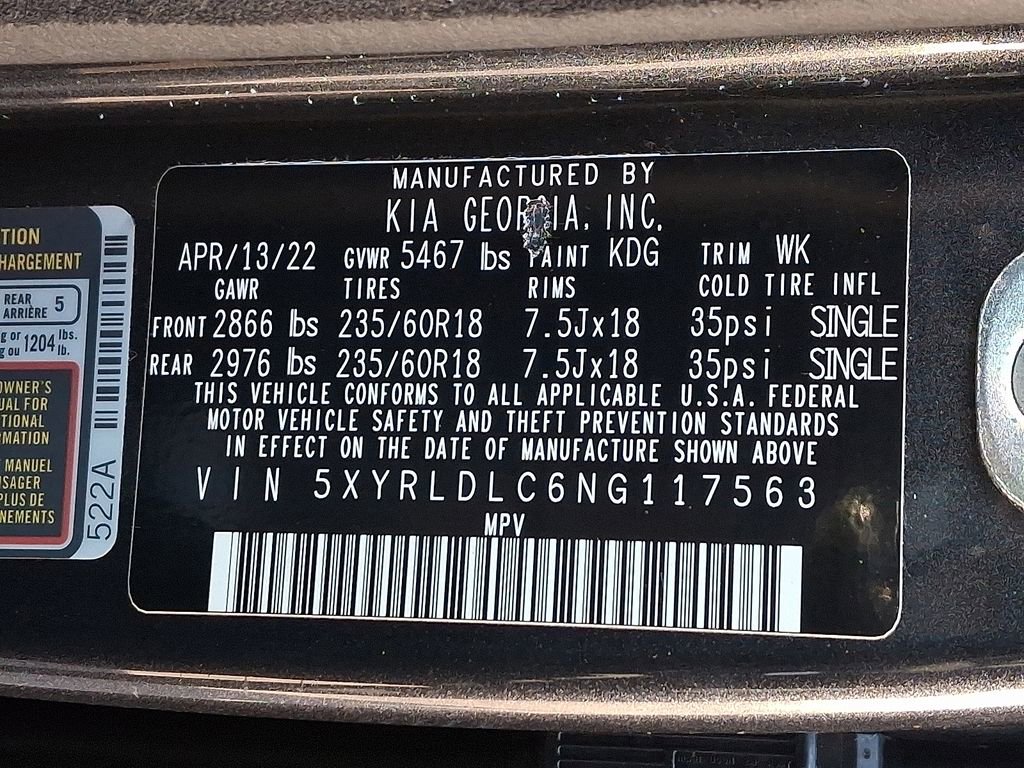 MANUFACTURED BY
KIA GEORGIA, INC.
APR/13/22 GVWR 5467 lbs PAINT KDG TRIM WK
GAWR TIRES RIMS COLD TIRE INFL
FRONT 2866 lbs 235/60R18 7.5Jx18 35psi SINGLE
REAR 2976 lbs 235/60R18 7.5Jx18 35psi SINGLE
THIS VEHICLE CONFORMS TO ALL APPLICABLE U.S.A. FEDERAL
MOTOR VEHICLE SAFETY AND THEFT PREVENTION STANDARDS
IN EFFECT ON THE DATE OF MANUFACTURE SHOWN ABOVE
VIN 5XYRLDLC6NG117563
MPV
TION
HARGEMENT
REAR
ARRIÈRE 5
g or
g ou 1204 lbs.
lb.
OWNER'S
UAL FOR
TIONAL
RMATION
MANUEL
USAGER
PLUS DE
NEMENTS
522A